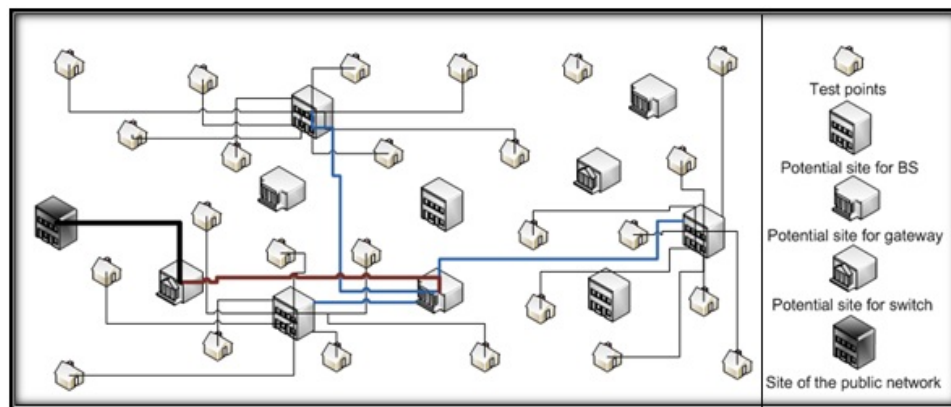 Test points
Potential site for BS
Potential site for gateway
Potential site for switch
Site of the public network